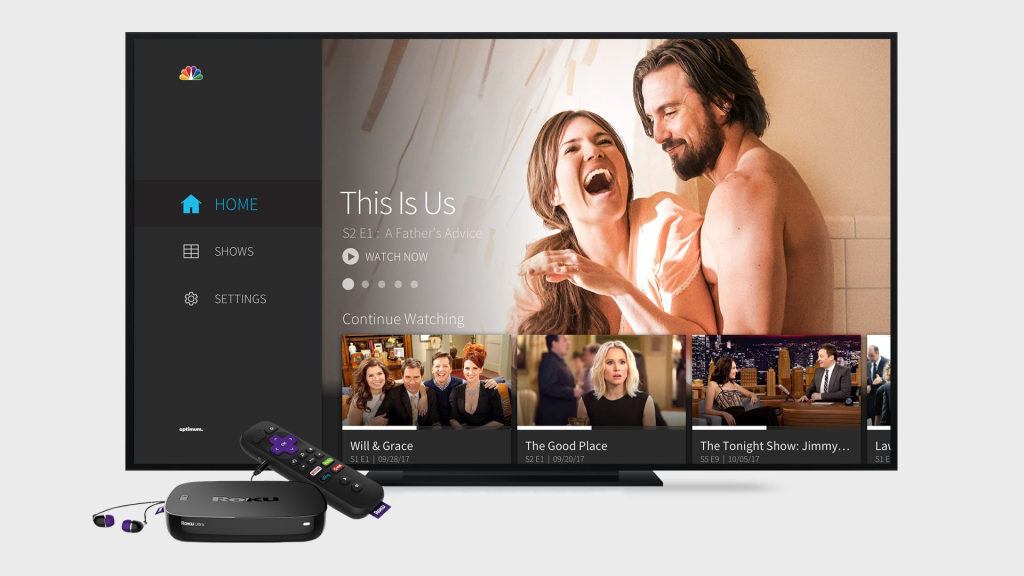 HOME
SHOWS
SETTINGS
optimum.
This Is Us
S2 E1 : A Father's Advice
WATCH NOW
Continue Watching
Will & Grace
S1 E1 | 09/28/17
The Good Place
S2 E1 | 09/20/17
The Tonight Show: Jimmy…
S5 E9 | 10/05/17
Law
S1 E
Roku
Roku Ultra
Roku